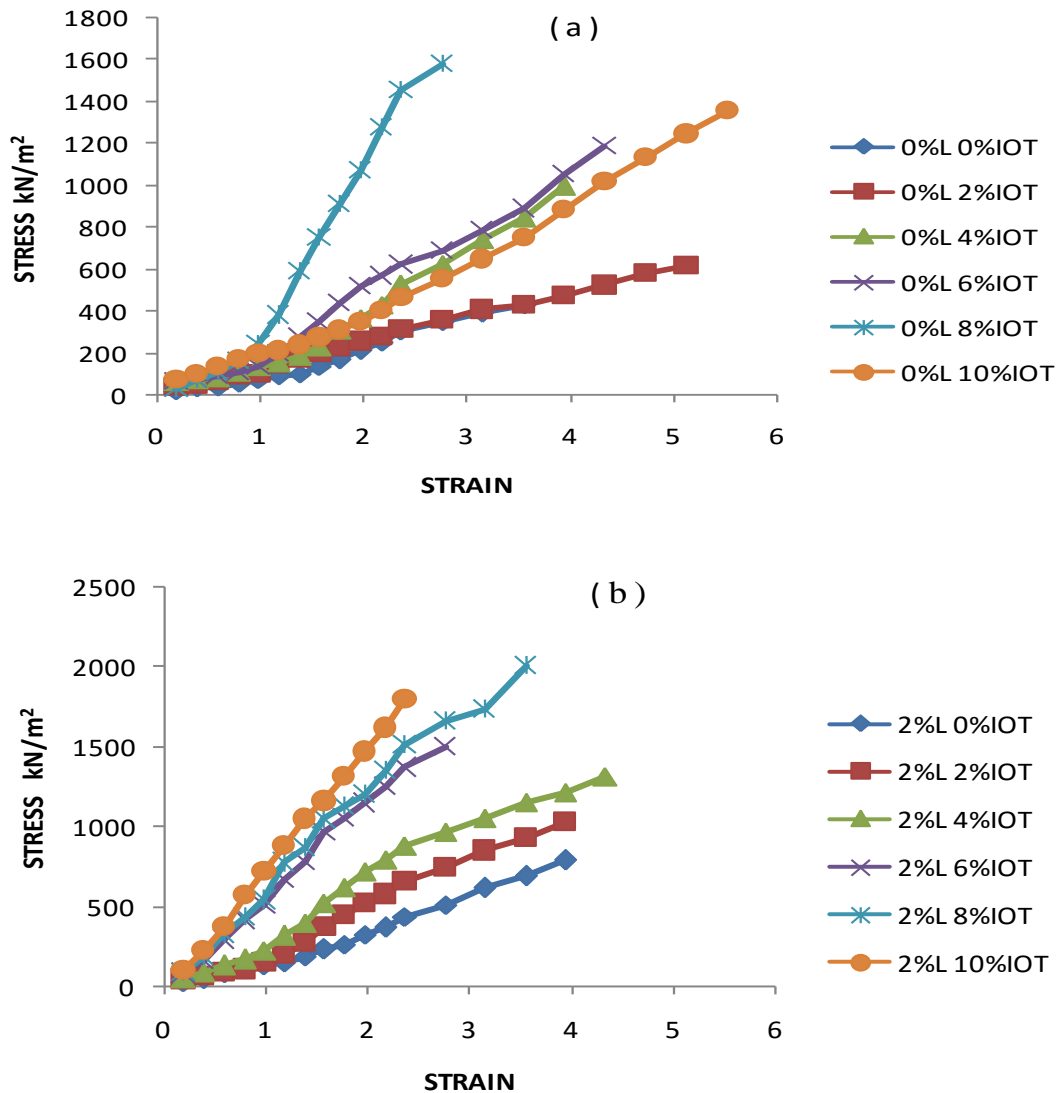 ( a )
1800
1600
1400
1200
1000
800
600
400
200
0
STRESS kN/m²
0 1 2 3 4 5 6
STRAIN
0%L 0%IOT
0%L 2%IOT
0%L 4%IOT
0%L 6%IOT
0%L 8%IOT
0%L 10%IOT
( b )
2500
2000
1500
1000
500
0
STRESS kN/m²
0 1 2 3 4 5 6
STRAIN
2%L 0%IOT
2%L 2%IOT
2%L 4%IOT
2%L 6%IOT
2%L 8%IOT
2%L 10%IOT